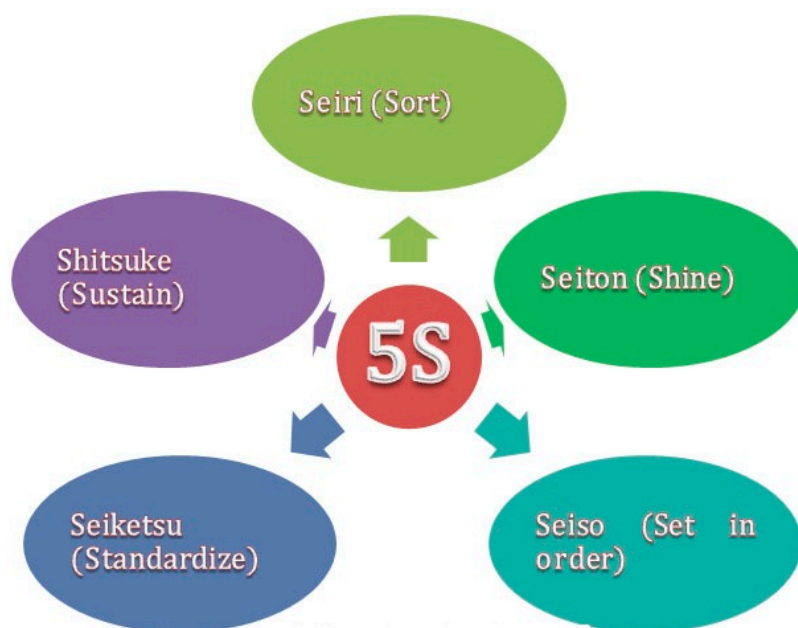 Seiri (Sort)
Shitsuke
(Sustain)
Seiton (Shine)
5S
Seiketsu
(Standardize)
Seiso (Set in
order)